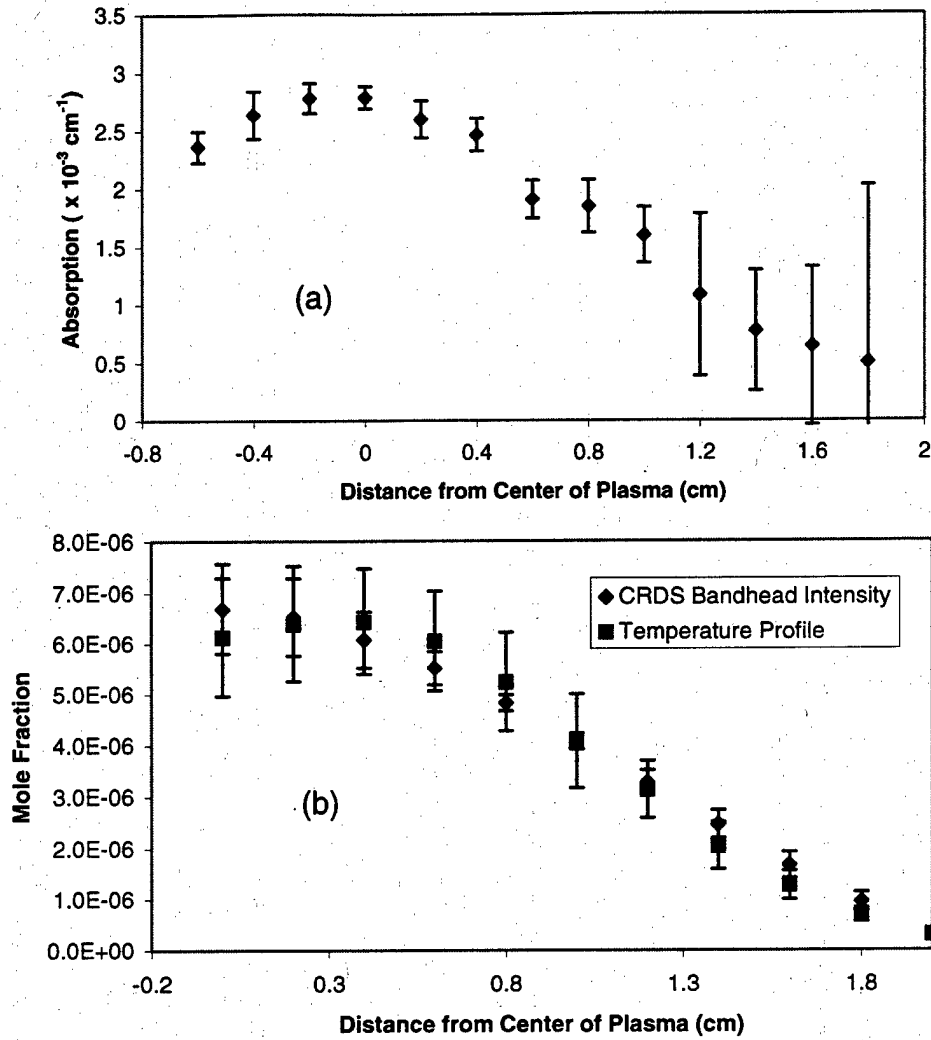 3.5
3
2.5
2
1.5
1
0.5
0
Absorption ( x 10⁻³ cm⁻¹)
(a)
-0.8 -0.4 0 0.4 0.8 1.2 1.6 2
Distance from Center of Plasma (cm)
8.0E-06
7.0E-06
6.0E-06
5.0E-06
4.0E-06
3.0E-06
2.0E-06
1.0E-06
0.0E+00
Mole Fraction
CRDS Bandhead Intensity
Temperature Profile
(b)
-0.2 0.3 0.8 1.3 1.8
Distance from Center of Plasma (cm)